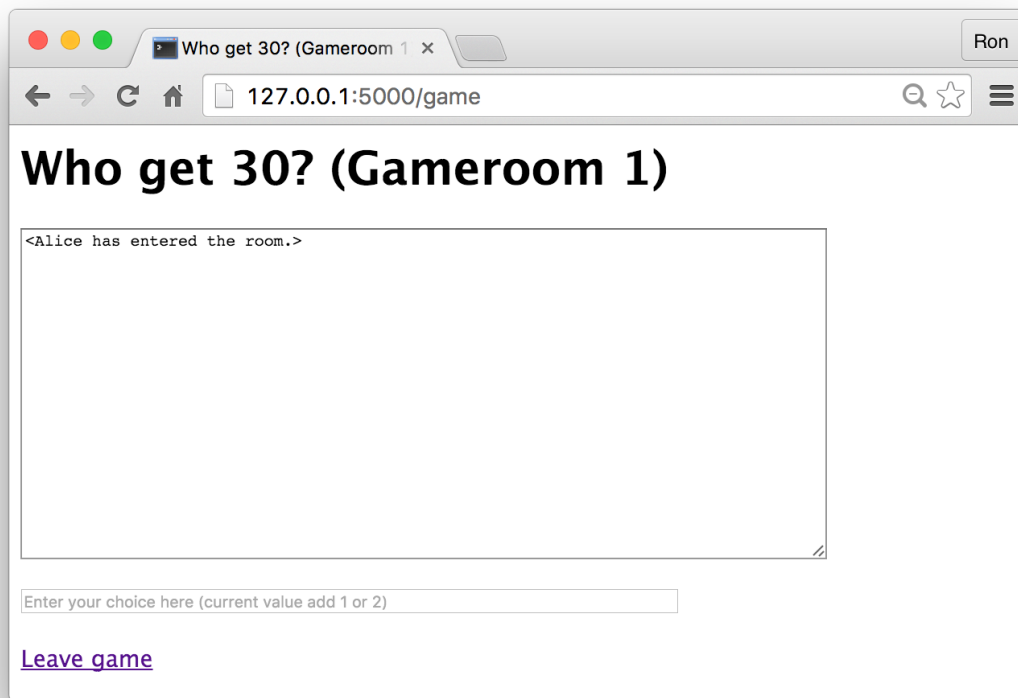 Who get 30? (Gameroom 1
Ron
127.0.0.1:5000/game
Who get 30? (Gameroom 1)
<Alice has entered the room.>
Enter your choice here (current value add 1 or 2)
Leave game